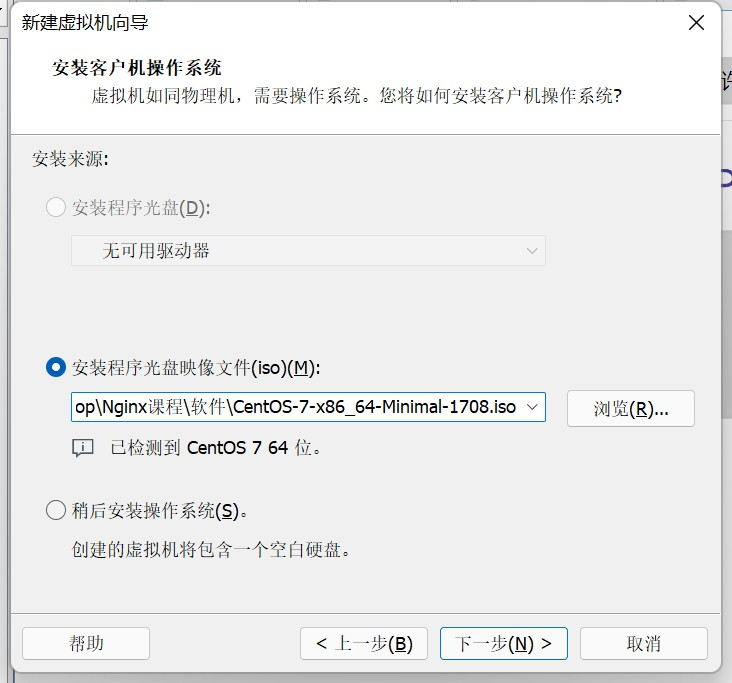 新建虚拟机向导
安装客户机操作系统
虚拟机如同物理机，需要操作系统。您将如何安装客户机操作系统?
安装来源:
安装程序光盘(D):
无可用驱动器
安装程序光盘映像文件(iso)(M):
op\Nginx课程\软件\CentOS-7-x86_64-Minimal-1708.iso
浏览(R)...
已检测到 CentOS 7 64 位。
稍后安装操作系统(S)。
创建的虚拟机将包含一个空白硬盘。
帮助
< 上一步(B)
下一步(N) >
取消